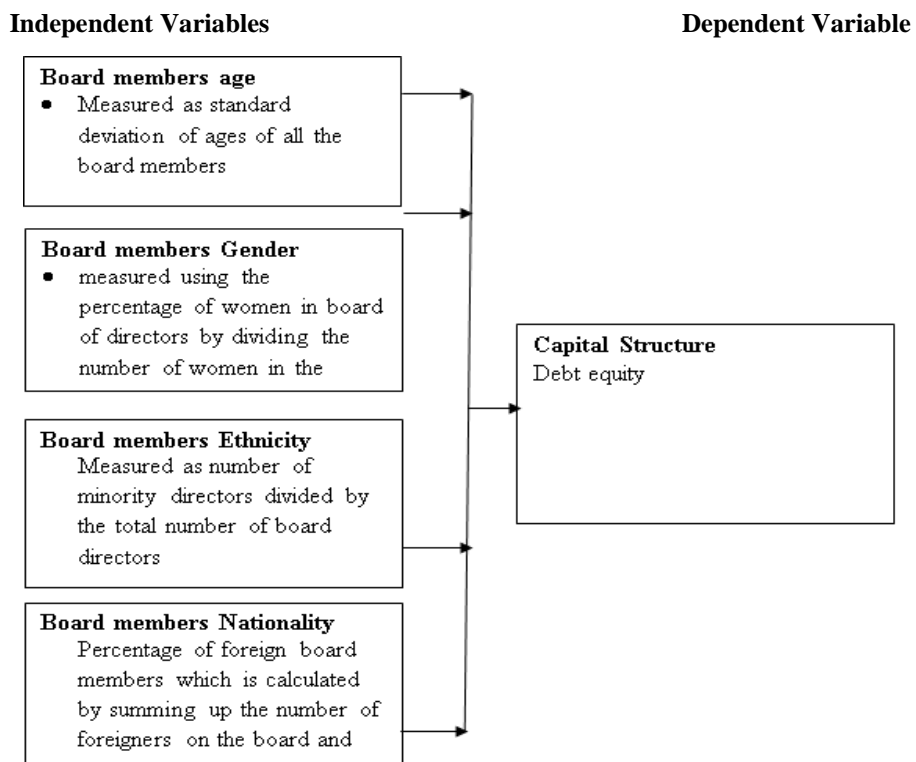 Independent Variables
Dependent Variable
Board members age
• Measured as standard
deviation of ages of all the
board members
Board members Gender
• measured using the
percentage of women in board
of directors by dividing the
number of women in the
Board members Ethnicity
Measured as number of
minority directors divided by
the total number of board
directors
Board members Nationality
Percentage of foreign board
members which is calculated
by summing up the number of
foreigners on the board and
Capital Structure
Debt equity